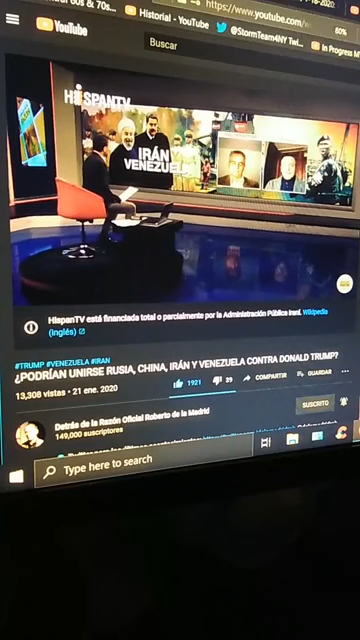 https://www.youtube.com/
Historial - YouTube
@StormTeam4NY Twi...
In Progress
60%
YouTube
Buscar
HISPANTV
IRÁN
VENEZUEL
HispanTV está financiada total o parcialmente por la Administración Pública Iraní. Wikipedia
(inglés)
#TRUMP #VENEZUELA #IRAN
¿PODRÍAN UNIRSE RUSIA, CHINA, IRÁN Y VENEZUELA CONTRA DONALD TRUMP?
13,308 vistas • 21 ene. 2020
1921
39
COMPARTIR
GUARDAR
Detrás de la Razón Oficial Roberto de la Madrid
149,000 suscriptores
SUSCRITO
Type here to search